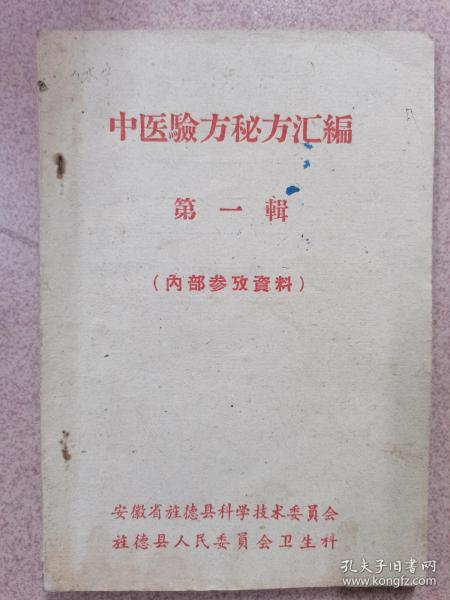 中医驗方秘方汇編
第一輯
（內部参攷資料）
安徽省旌德县科学技术委員会
旌德县人民委員会卫生科
孔夫子旧书网
www.kongfz.com